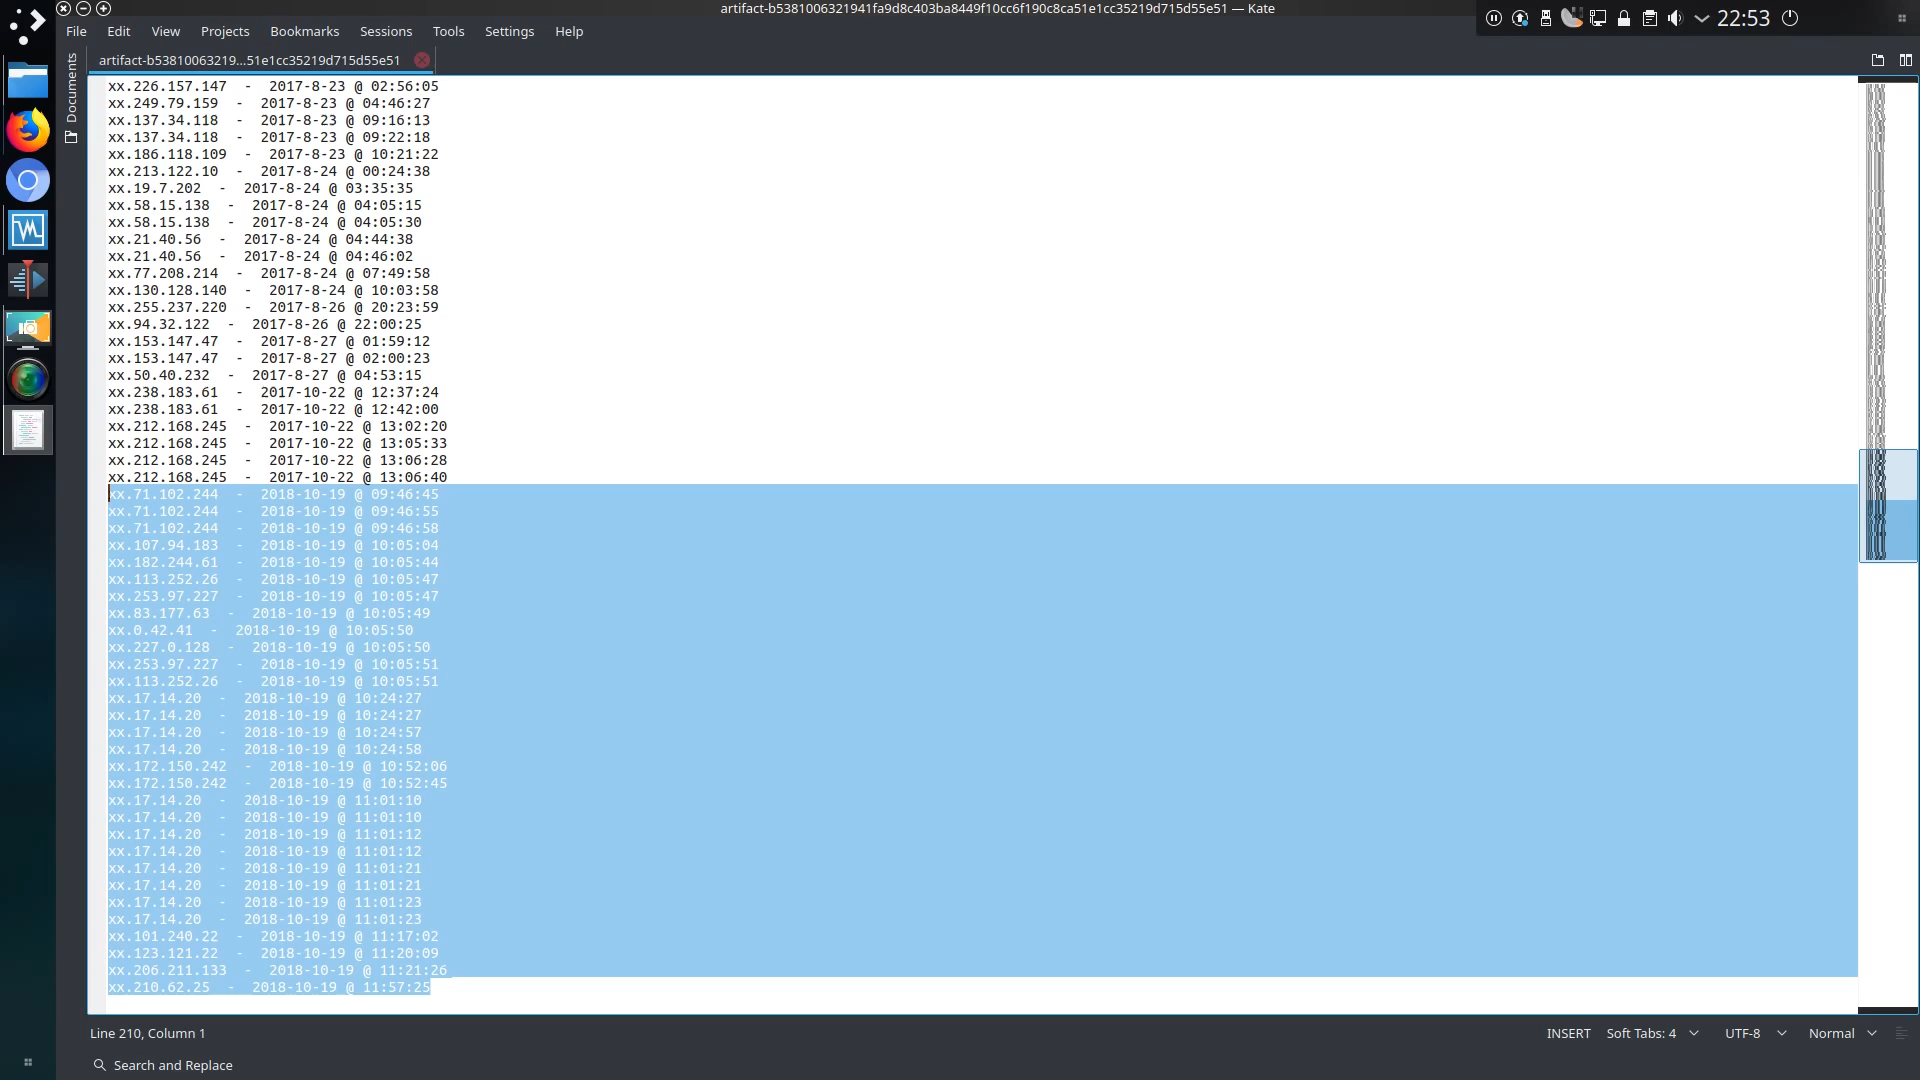 artifact-b5381006321941fa9d8c403ba8449f10cc6f190c8ca51e1cc35219d715d55e51 — Kate
22:53
File Edit View Projects Bookmarks Sessions Tools Settings Help
Documents
artifact-b53810063219...51e1cc35219d715d55e51
xx.226.157.147  -  2017-8-23 @ 02:56:05
xx.249.79.159  -  2017-8-23 @ 04:46:27
xx.137.34.118  -  2017-8-23 @ 09:16:13
xx.137.34.118  -  2017-8-23 @ 09:22:18
xx.186.118.109  -  2017-8-23 @ 10:21:22
xx.213.122.10  -  2017-8-24 @ 00:24:38
xx.19.7.202  -  2017-8-24 @ 03:35:35
xx.58.15.138  -  2017-8-24 @ 04:05:15
xx.58.15.138  -  2017-8-24 @ 04:05:30
xx.21.40.56  -  2017-8-24 @ 04:44:38
xx.21.40.56  -  2017-8-24 @ 04:46:02
xx.77.208.214  -  2017-8-24 @ 07:49:58
xx.130.128.140  -  2017-8-24 @ 10:03:58
xx.255.237.220  -  2017-8-26 @ 20:23:59
xx.94.32.122  -  2017-8-26 @ 22:00:25
xx.153.147.47  -  2017-8-27 @ 01:59:12
xx.153.147.47  -  2017-8-27 @ 02:00:23
xx.50.40.232  -  2017-8-27 @ 04:53:15
xx.238.183.61  -  2017-10-22 @ 12:37:24
xx.238.183.61  -  2017-10-22 @ 12:42:00
xx.212.168.245  -  2017-10-22 @ 13:02:20
xx.212.168.245  -  2017-10-22 @ 13:05:33
xx.212.168.245  -  2017-10-22 @ 13:06:28
xx.212.168.245  -  2017-10-22 @ 13:06:40
xx.71.102.244  -  2018-10-19 @ 09:46:45
xx.71.102.244  -  2018-10-19 @ 09:46:55
xx.71.102.244  -  2018-10-19 @ 09:46:58
xx.107.94.183  -  2018-10-19 @ 10:05:04
xx.182.244.61  -  2018-10-19 @ 10:05:44
xx.113.252.26  -  2018-10-19 @ 10:05:47
xx.253.97.227  -  2018-10-19 @ 10:05:47
xx.83.177.63  -  2018-10-19 @ 10:05:49
xx.0.42.41  -  2018-10-19 @ 10:05:50
xx.227.0.128  -  2018-10-19 @ 10:05:50
xx.253.97.227  -  2018-10-19 @ 10:05:51
xx.113.252.26  -  2018-10-19 @ 10:05:51
xx.17.14.20  -  2018-10-19 @ 10:24:27
xx.17.14.20  -  2018-10-19 @ 10:24:27
xx.17.14.20  -  2018-10-19 @ 10:24:57
xx.17.14.20  -  2018-10-19 @ 10:24:58
xx.172.150.242  -  2018-10-19 @ 10:52:06
xx.172.150.242  -  2018-10-19 @ 10:52:45
xx.17.14.20  -  2018-10-19 @ 11:01:10
xx.17.14.20  -  2018-10-19 @ 11:01:10
xx.17.14.20  -  2018-10-19 @ 11:01:12
xx.17.14.20  -  2018-10-19 @ 11:01:12
xx.17.14.20  -  2018-10-19 @ 11:01:21
xx.17.14.20  -  2018-10-19 @ 11:01:21
xx.17.14.20  -  2018-10-19 @ 11:01:23
xx.17.14.20  -  2018-10-19 @ 11:01:23
xx.101.240.22  -  2018-10-19 @ 11:17:02
xx.123.121.22  -  2018-10-19 @ 11:20:09
xx.206.211.133  -  2018-10-19 @ 11:21:26
xx.210.62.25  -  2018-10-19 @ 11:57:25
Line 210, Column 1 INSERT Soft Tabs: 4 UTF-8 Normal
Search and Replace